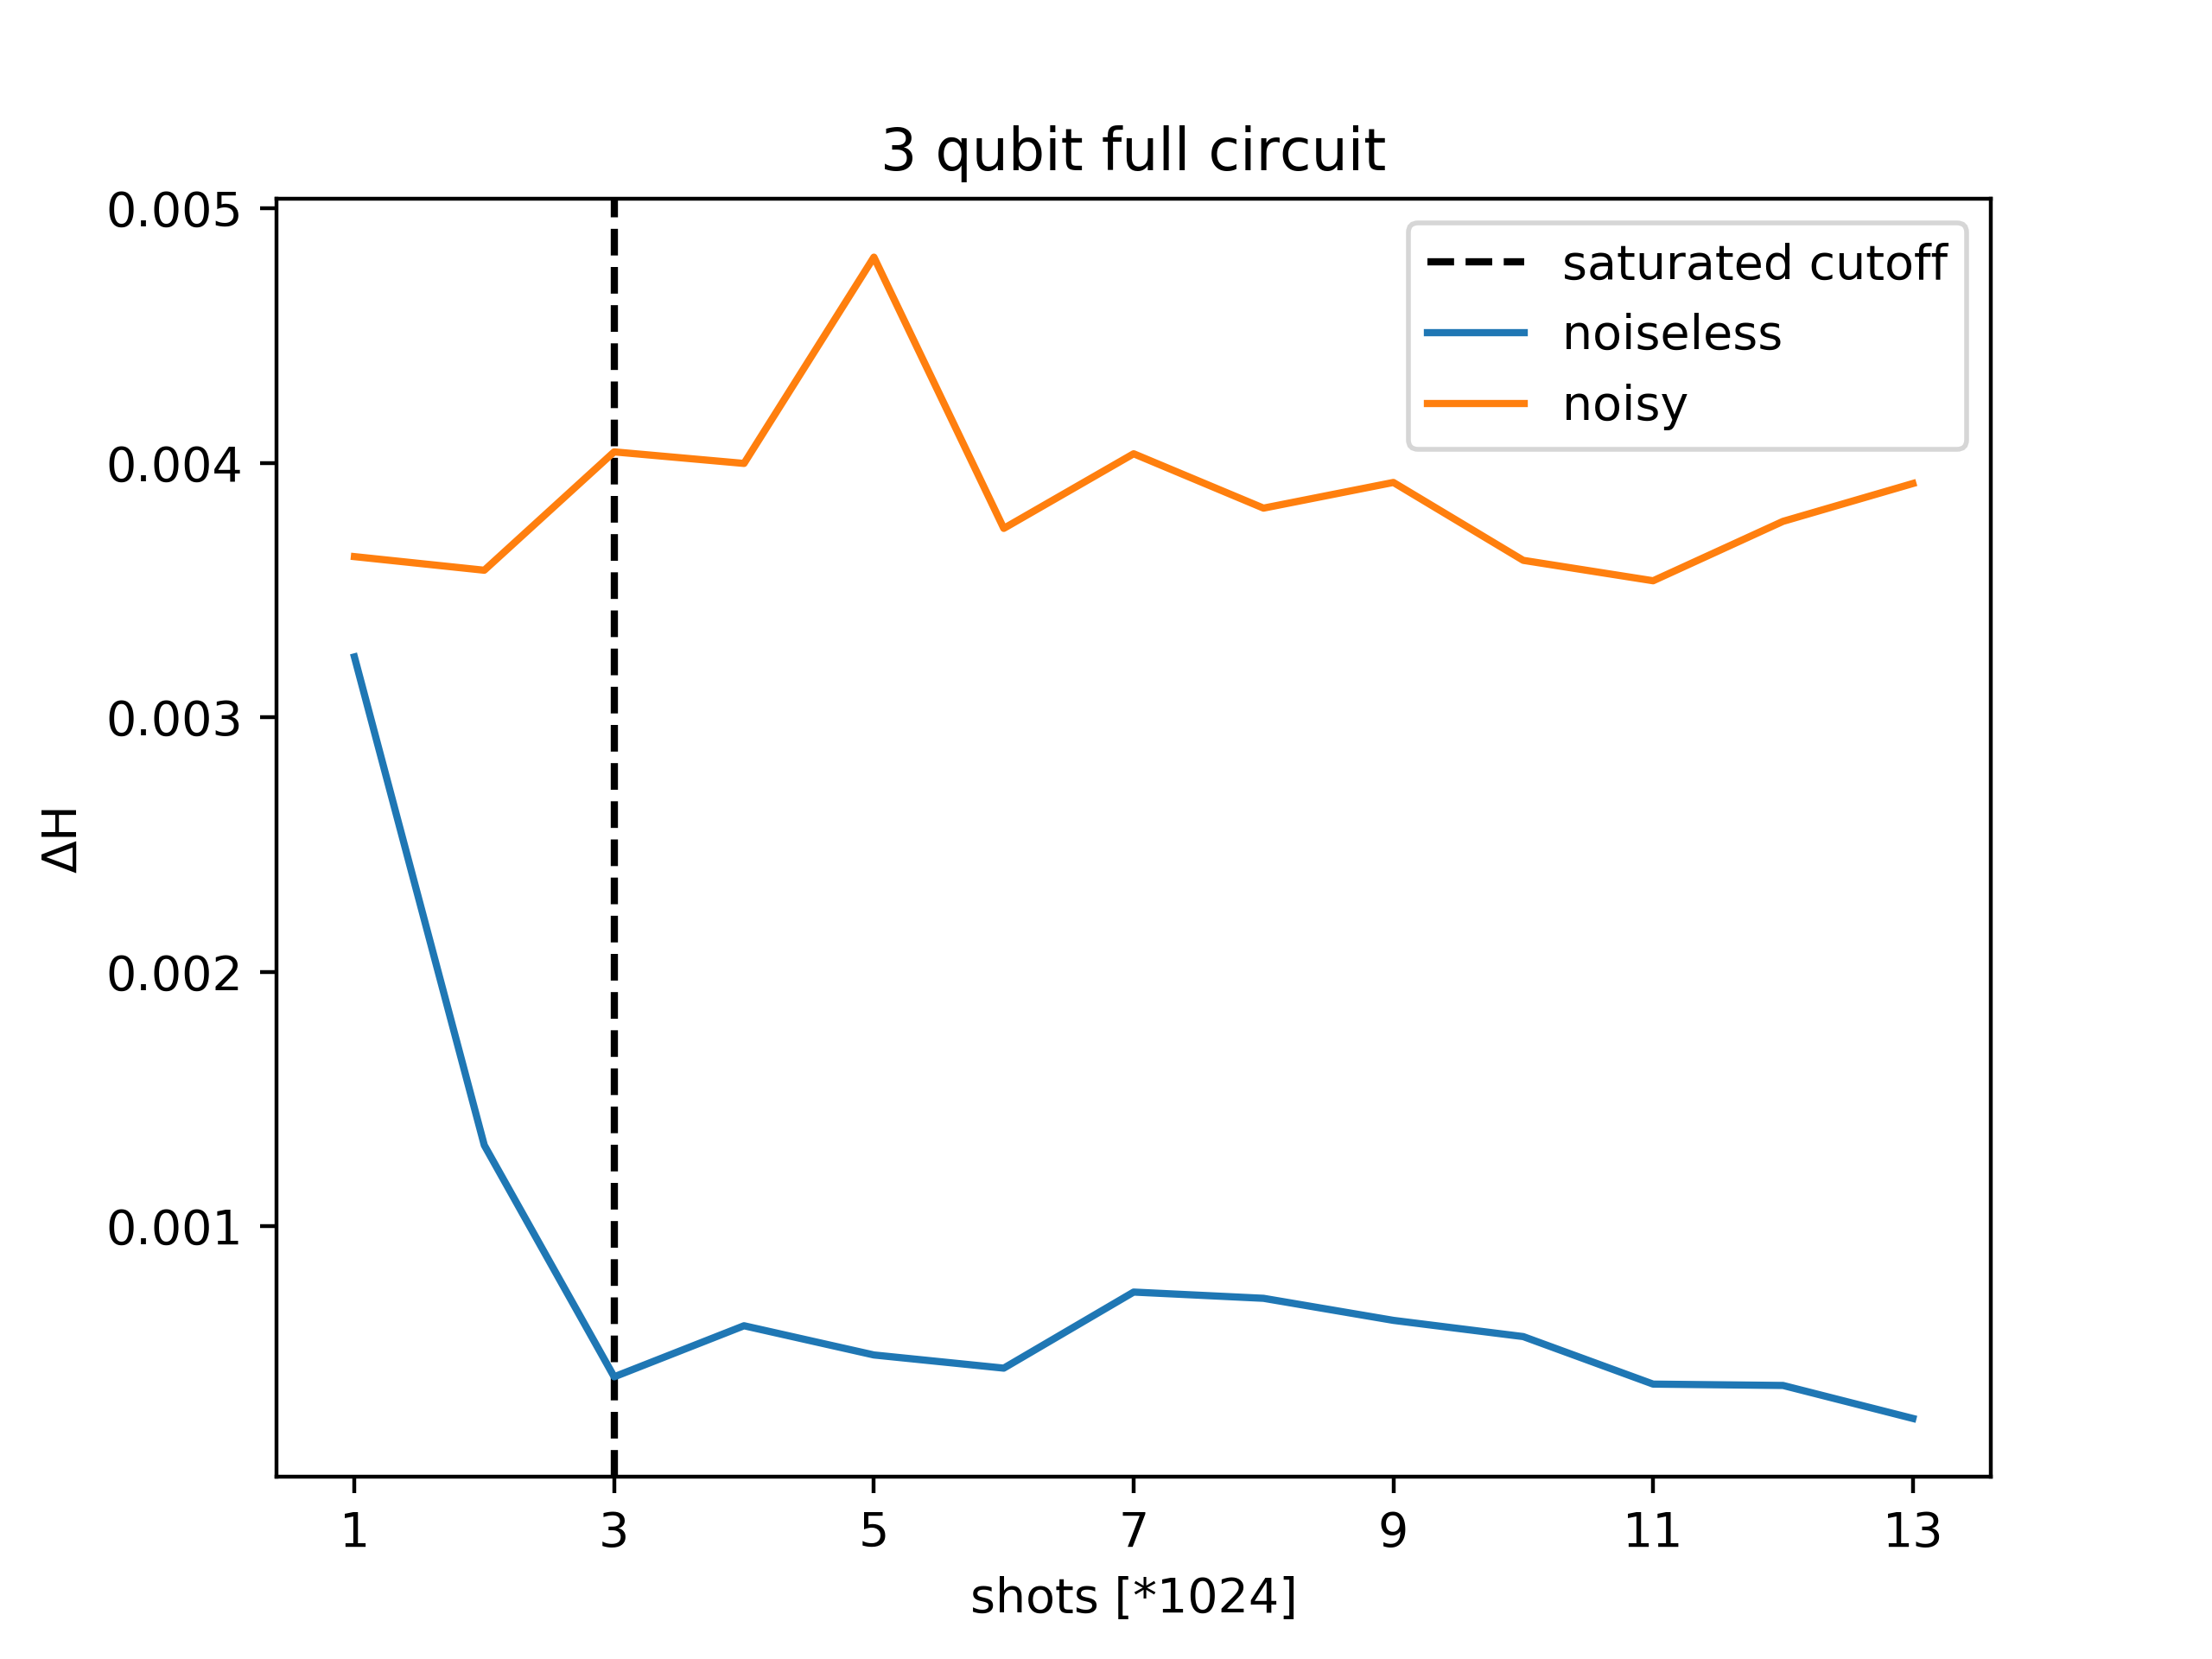 3 qubit full circuit
saturated cutoff
noiseless
noisy
0.005
0.004
0.003
0.002
0.001
ΔH
1 3 5 7 9 11 13
shots [*1024]